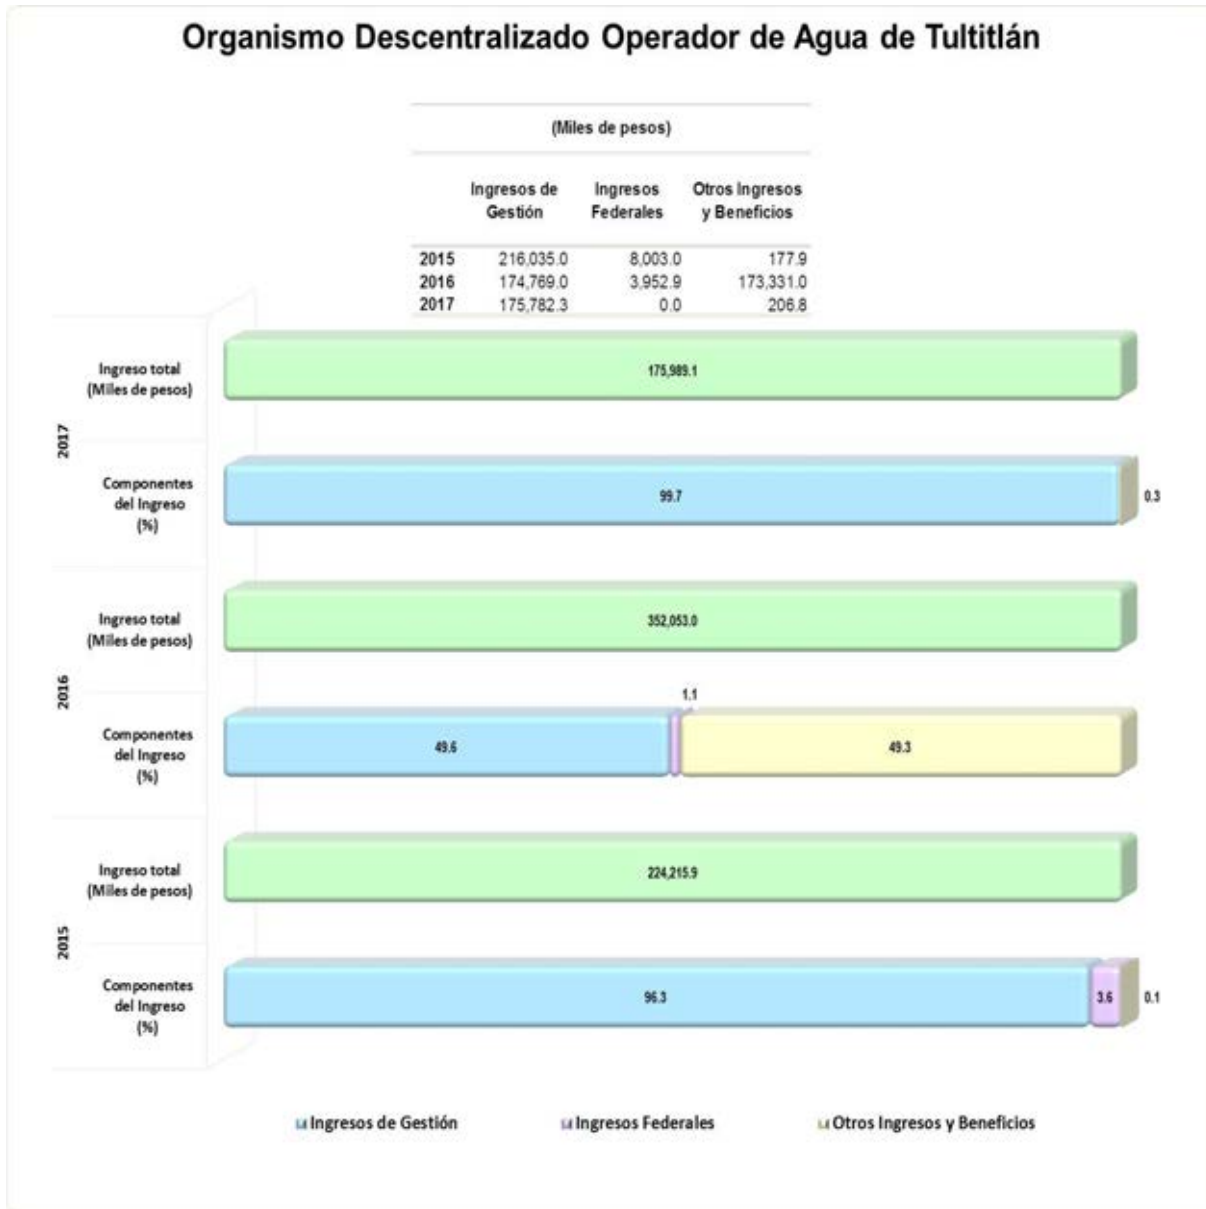 Organismo Descentralizado Operador de Agua de Tultitlán
(Miles de pesos)
Ingresos de Gestión Ingresos Federales Otros Ingresos y Beneficios
2015 216,035.0 8,003.0 177.9
2016 174,769.0 3,952.9 173,331.0
2017 175,782.3 0.0 206.8
2017
Ingreso total
(Miles de pesos)
175,989.1
Componentes
del Ingreso
(%)
99.7 0.3
2016
Ingreso total
(Miles de pesos)
352,053.0
Componentes
del Ingreso
(%)
1.1
49.6 49.3
2015
Ingreso total
(Miles de pesos)
224,215.9
Componentes
del Ingreso
(%)
96.3 3.6 0.1
Ingresos de Gestión Ingresos Federales Otros Ingresos y Beneficios